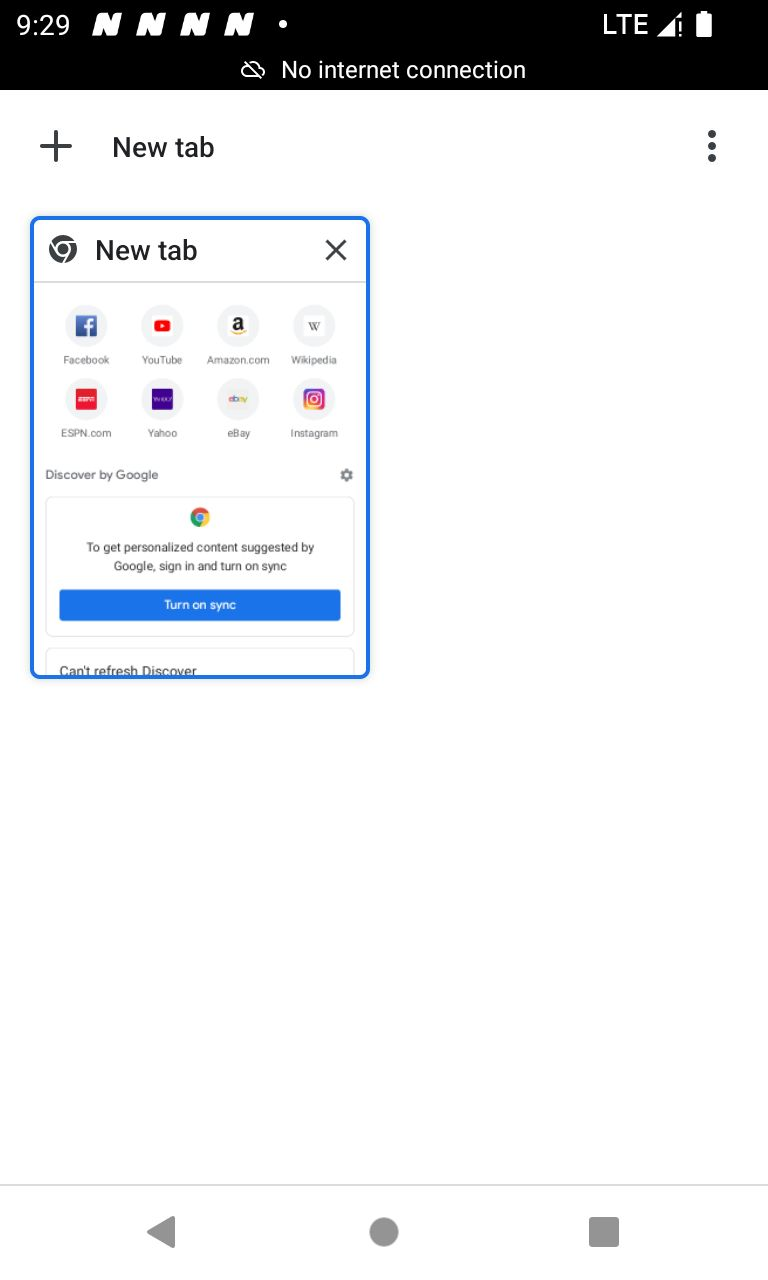 9:29 LTE
No internet connection
New tab
New tab
Facebook YouTube Amazon.com Wikipedia
ESPN.com Yahoo eBay Instagram
Discover by Google
To get personalized content suggested by
Google, sign in and turn on sync
Turn on sync
Can't refresh Discover